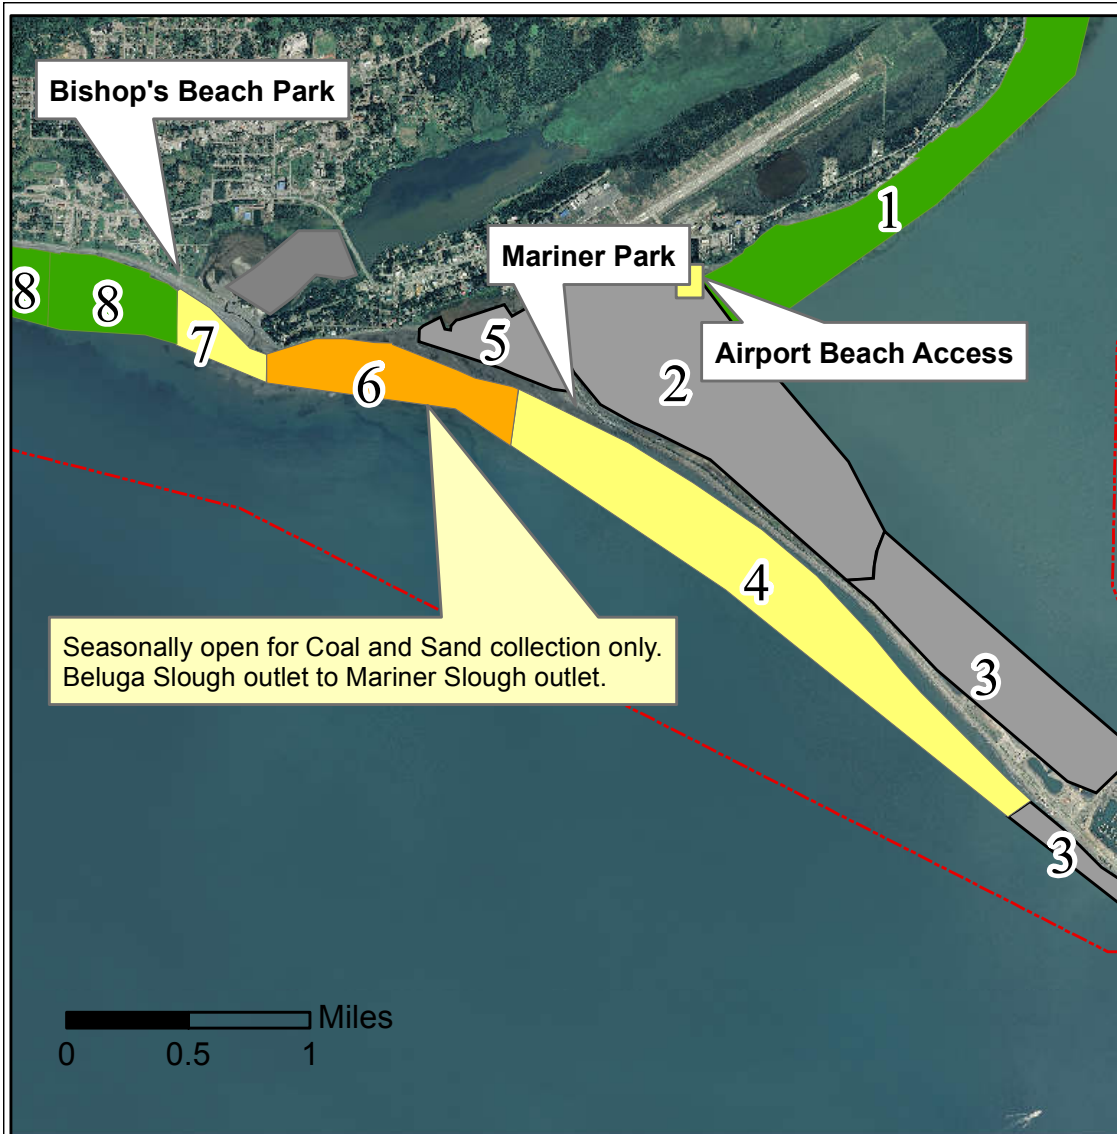 Bishop's Beach Park
1
Mariner Park
8
8
7
5
Airport Beach Access
6
2
4
Seasonally open for Coal and Sand collection only.
Beluga Slough outlet to Mariner Slough outlet.
3
3
Miles
0 0.5 1